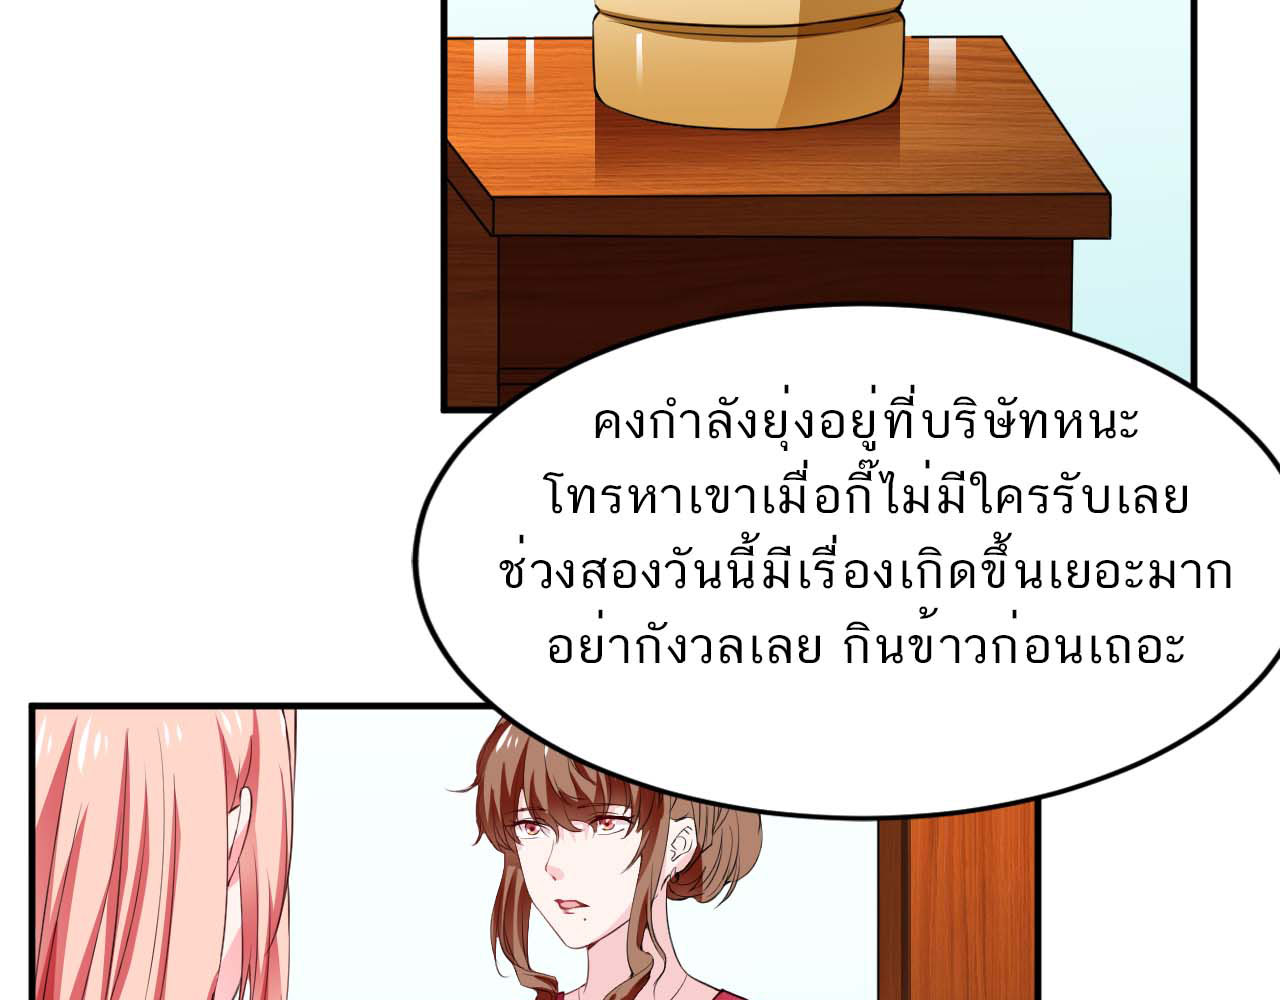 คงกำลังยุ่งอยู่ที่บริษัทหนะ
โทรหาเขาเมื่อกี๊ไม่มีใครรับเลย
ช่วงสองวันนี้มีเรื่องเกิดขึ้นเยอะมาก
อย่ากังวลเลย กินข้าวก่อนเถอะ